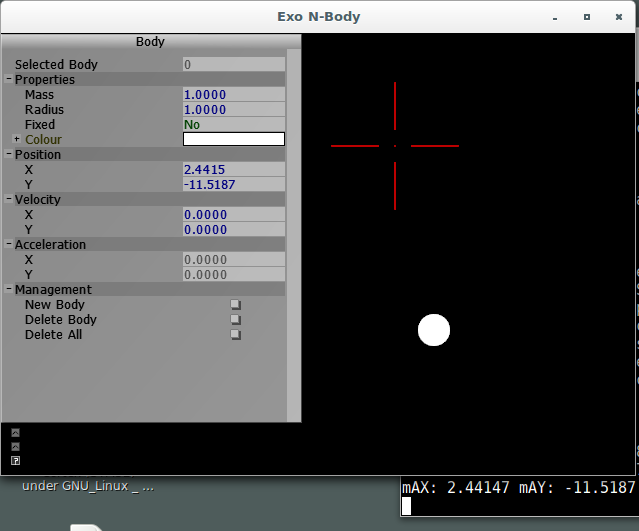 Exo N-Body
Body
Selected Body 0
Properties
Mass 1.0000
Radius 1.0000
Fixed No
Colour
Position
X 2.4415
Y -11.5187
Velocity
X 0.0000
Y 0.0000
Acceleration
X 0.0000
Y 0.0000
Management
New Body
Delete Body
Delete All
?
under GNU_Linux _ ...
mAX: 2.44147 mAY: -11.5187